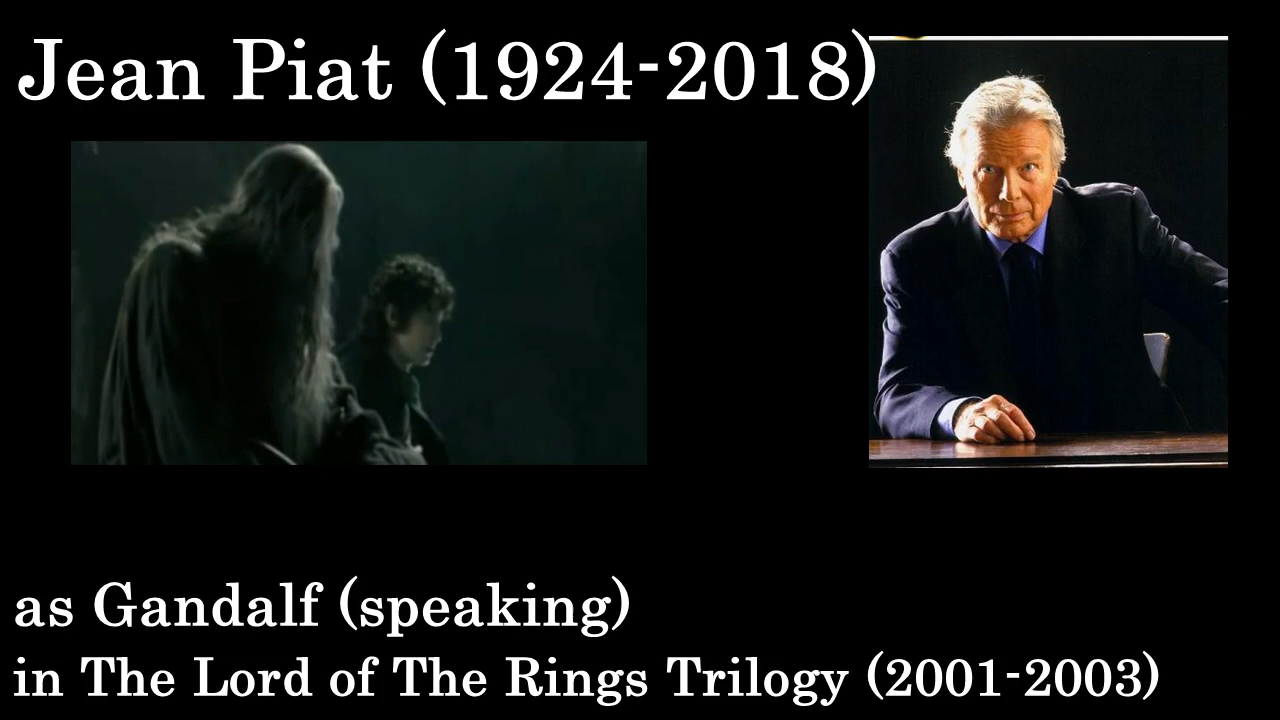 Jean Piat (1924-2018)
as Gandalf (speaking)
in The Lord of The Rings Trilogy (2001-2003)